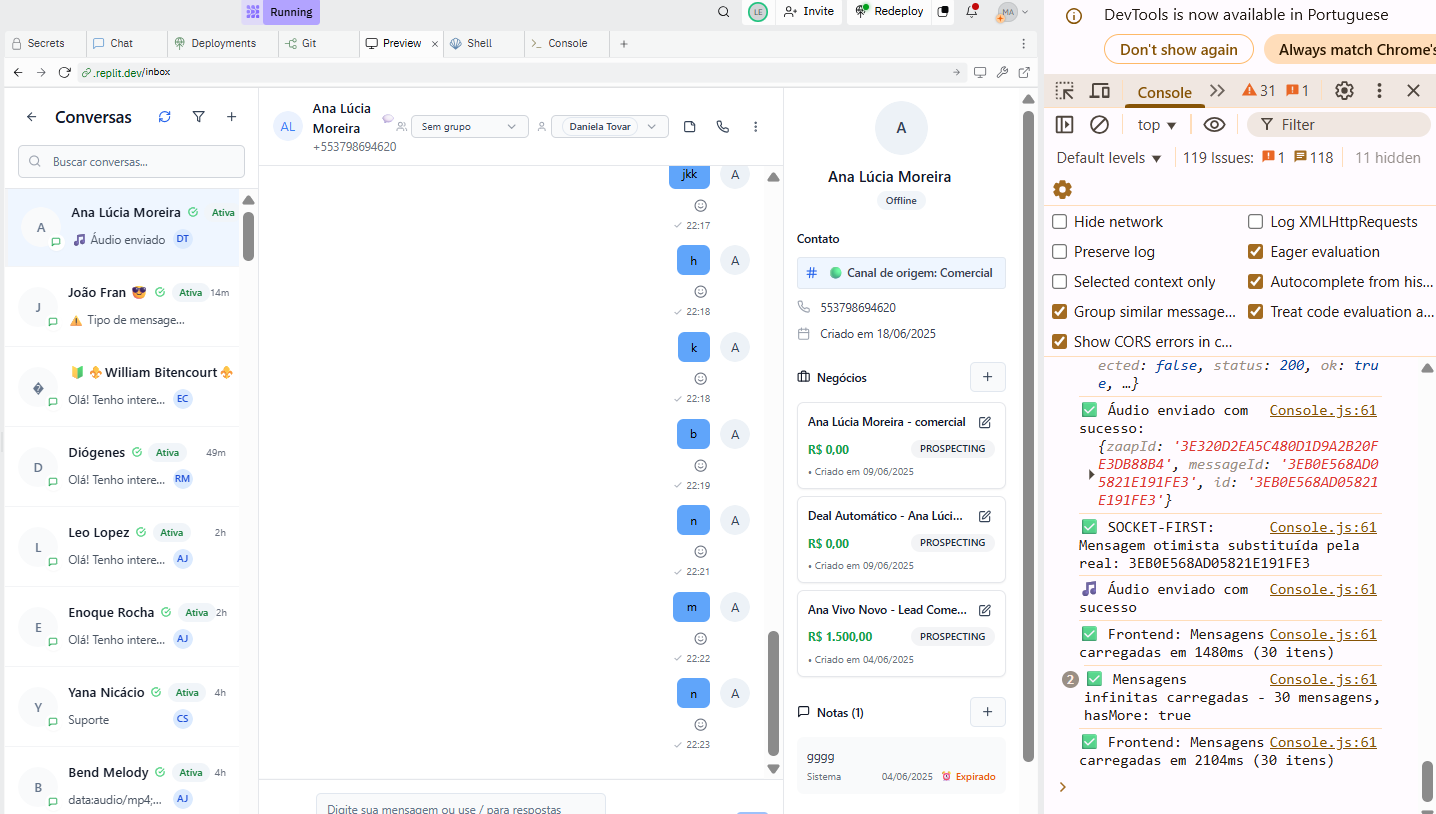 Running
LE
Invite
Redeploy
MA
Secrets
Chat
Deployments
Git
Preview
Shell
Console
.replit.dev/inbox
Conversas
Buscar conversas...
A
Ana Lúcia Moreira
Ativa
🎵 Áudio enviado
DT
J
João Fran 😎
Ativa
14m
⚠️ Tipo de mensage...
�
🔰⚜️William Bitencourt⚜️
Olá! Tenho intere...
EC
D
Diógenes
Ativa
49m
Olá! Tenho intere...
RM
L
Leo Lopez
Ativa
2h
Olá! Tenho intere...
AJ
E
Enoque Rocha
Ativa
2h
Olá! Tenho intere...
AJ
Y
Yana Nicácio
Ativa
4h
Suporte
CS
B
Bend Melody
Ativa
4h
data:audio/mp4;...
AJ
AL
Ana Lúcia
Moreira
+553798694620
Sem grupo
Daniela Tovar
jkk
A
22:17
h
A
22:18
k
A
22:18
b
A
22:19
n
A
22:21
m
A
22:22
n
A
22:23
Digite sua mensagem ou use / para respostas
A
Ana Lúcia Moreira
Offline
Contato
# Canal de origem: Comercial
553798694620
Criado em 18/06/2025
Negócios
+
Ana Lúcia Moreira - comercial
R$ 0,00
PROSPECTING
• Criado em 09/06/2025
Deal Automático - Ana Lúci...
R$ 0,00
PROSPECTING
• Criado em 09/06/2025
Ana Vivo Novo - Lead Come...
R$ 1.500,00
PROSPECTING
• Criado em 04/06/2025
Notas (1)
+
gggg
Sistema
04/06/2025
⏰ Expirado
DevTools is now available in Portuguese
Don't show again
Always match Chrome's
Console
31
1
top
Filter
Default levels
119 Issues:
1
118
11 hidden
Hide network
Log XMLHttpRequests
Preserve log
Eager evaluation
Selected context only
Autocomplete from his...
Group similar message...
Treat code evaluation a...
Show CORS errors in c...
ected: false, status: 200, ok: tru
e, …}
✅ Áudio enviado com
Console.js:61
sucesso:
{zaapId: '3E320D2EA5C480D1D9A2B20F
E3DB88B4', messageId: '3EB0E568AD0
5821E191FE3', id: '3EB0E568AD05821
E191FE3'}
✅ SOCKET-FIRST:
Console.js:61
Mensagem otimista substituída pela
real: 3EB0E568AD05821E191FE3
🎵 Áudio enviado com
Console.js:61
sucesso
✅ Frontend: Mensagens
Console.js:61
carregadas em 1480ms (30 itens)
2
✅ Mensagens
Console.js:61
infinitas carregadas - 30 mensagens,
hasMore: true
✅ Frontend: Mensagens
Console.js:61
carregadas em 2104ms (30 itens)